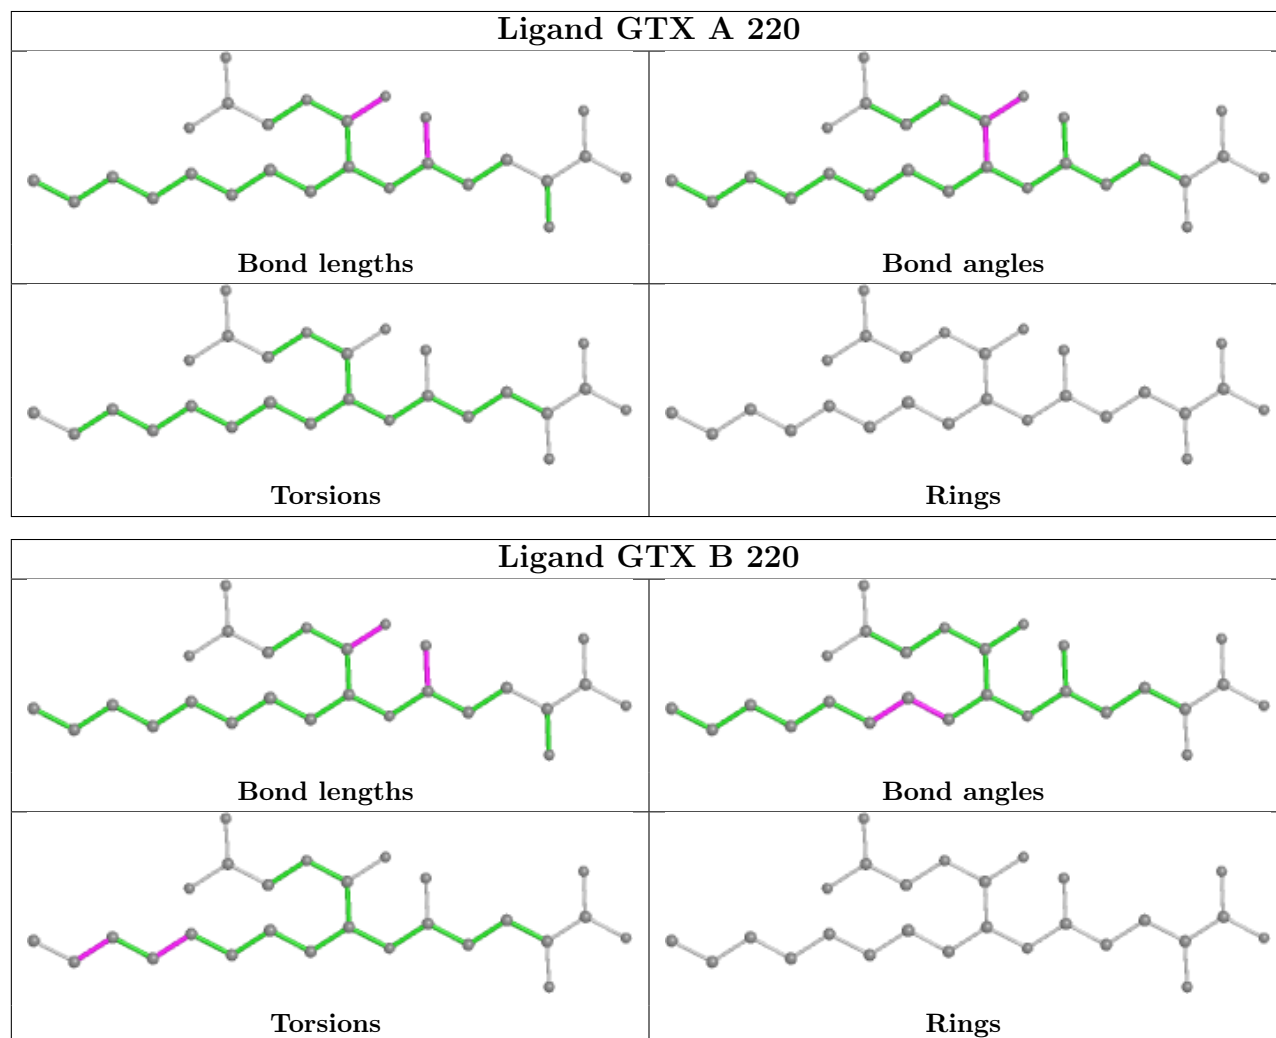 Ligand GTX A 220
Bond lengths
Bond angles
Torsions
Rings
Ligand GTX B 220
Bond lengths
Bond angles
Torsions
Rings